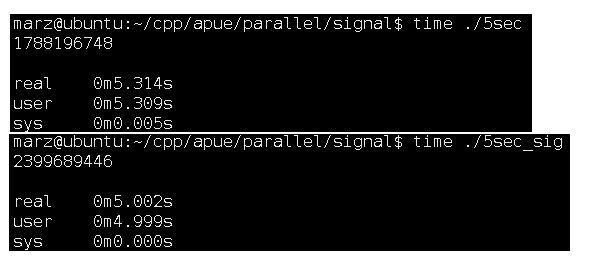 marz@ubuntu:~/cpp/apue/parallel/signal$ time ./5sec
1788196748
real 0m5.314s
user 0m5.309s
sys 0m0.005s
marz@ubuntu:~/cpp/apue/parallel/signal$ time ./5sec_sig
2399689446
real 0m5.002s
user 0m4.999s
sys 0m0.000s